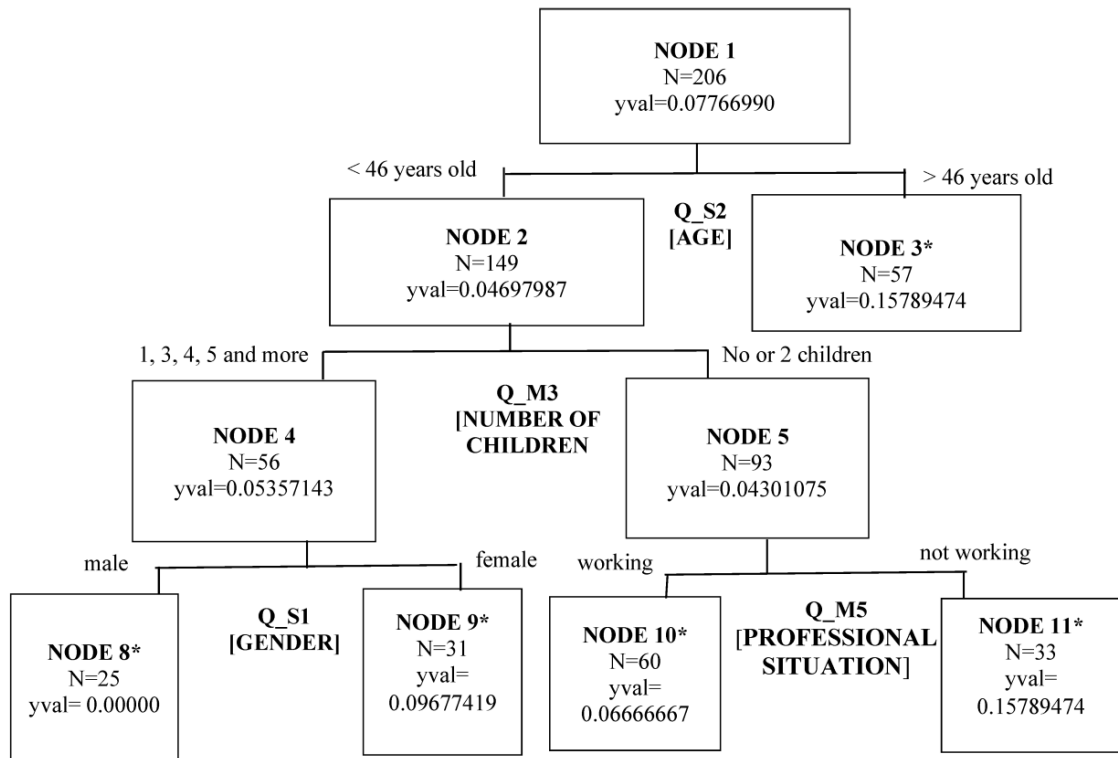 NODE 1
N=206
yval=0.07766990
< 46 years old
> 46 years old
Q_S2
[AGE]
NODE 2
N=149
yval=0.04697987
NODE 3*
N=57
yval=0.15789474
1, 3, 4, 5 and more
No or 2 children
Q_M3
[NUMBER OF
CHILDREN
NODE 4
N=56
yval=0.05357143
NODE 5
N=93
yval=0.04301075
male
female
working
not working
Q_S1
[GENDER]
Q_M5
[PROFESSIONAL
SITUATION]
NODE 8*
N=25
yval= 0.00000
NODE 9*
N=31
yval=
0.09677419
NODE 10*
N=60
yval=
0.06666667
NODE 11*
N=33
yval=
0.15789474